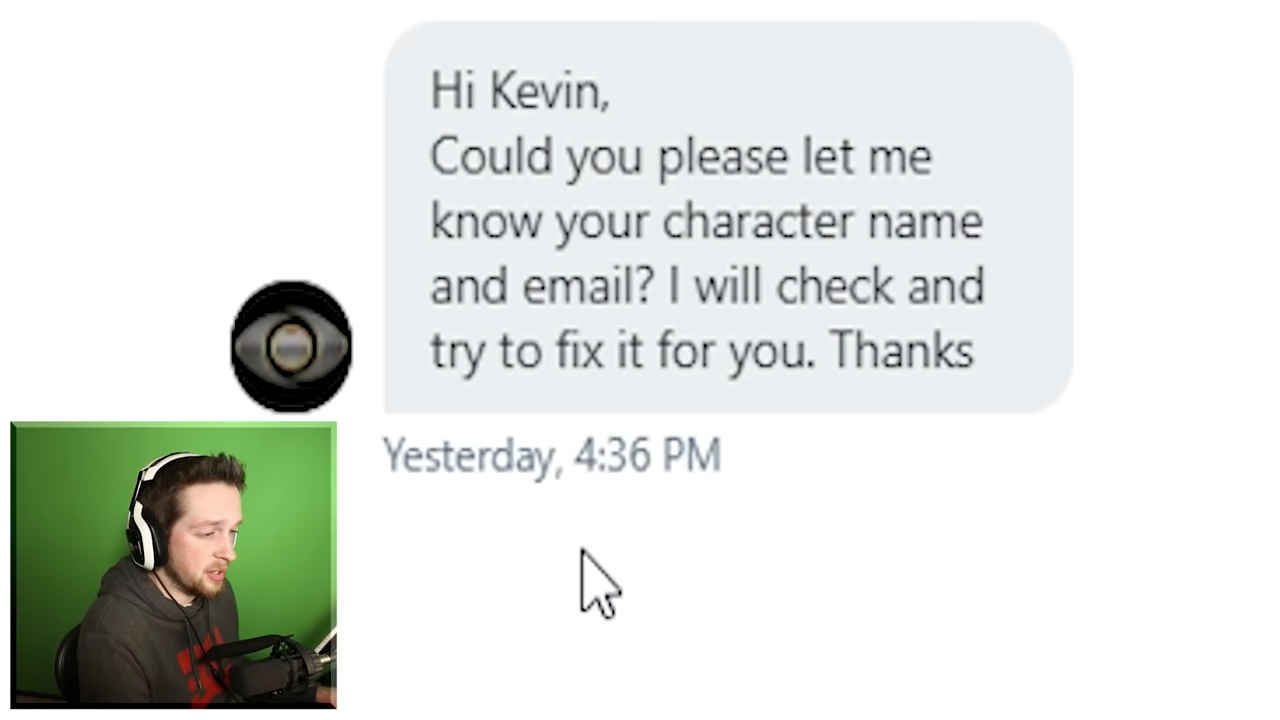 Hi Kevin,
Could you please let me
know your character name
and email? I will check and
try to fix it for you. Thanks
Yesterday, 4:36 PM